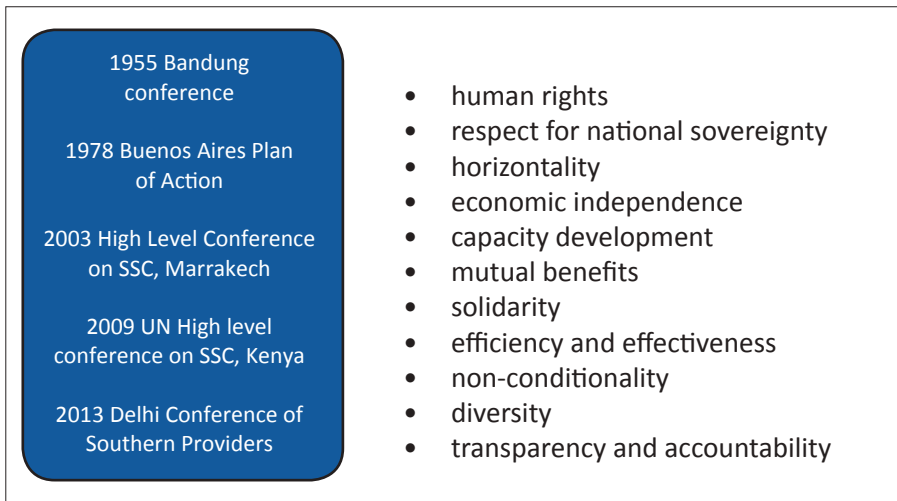 1955 Bandung
conference
1978 Buenos Aires Plan
of Action
2003 High Level Conference
on SSC, Marrakech
2009 UN High level
conference on SSC, Kenya
2013 Delhi Conference of
Southern Providers
• human rights
• respect for national sovereignty
• horizontality
• economic independence
• capacity development
• mutual benefits
• solidarity
• efficiency and effectiveness
• non-conditionality
• diversity
• transparency and accountability